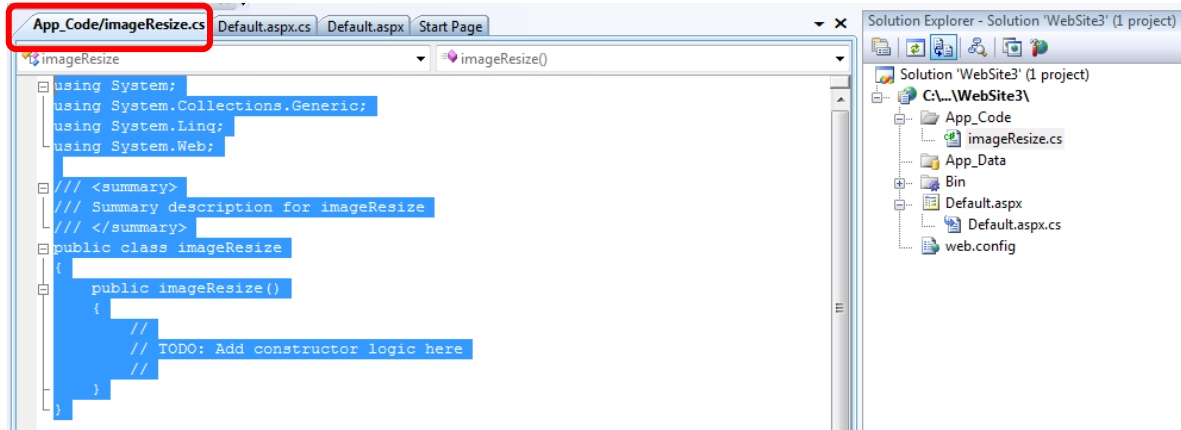 App_Code/imageResize.cs Default.aspx.cs Default.aspx Start Page
imageResize imageResize()
using System;
using System.Collections.Generic;
using System.Linq;
using System.Web;
/// <summary>
/// Summary description for imageResize
/// </summary>
public class imageResize
{
public imageResize()
{
//
// TODO: Add constructor logic here
//
}
}
Solution Explorer - Solution 'WebSite3' (1 project)
Solution 'WebSite3' (1 project)
C:\...\WebSite3\
App_Code
imageResize.cs
App_Data
Bin
Default.aspx
Default.aspx.cs
web.config